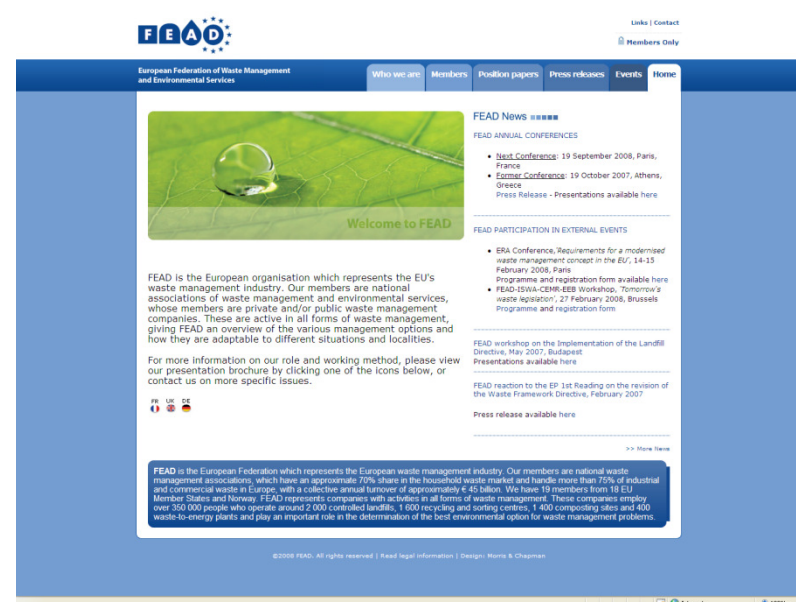 FEAD
Links | Contact
Members Only
European Federation of Waste Management
and Environmental Services
Who we are
Members
Position papers
Press releases
Events
Home
Welcome to FEAD
FEAD is the European organisation which represents the EU's
waste management industry. Our members are national
associations of waste management and environmental services,
whose members are private and/or public waste management
companies. These are active in all forms of waste management,
giving FEAD an overview of the various management options and
how they are adaptable to different situations and localities.
For more information on our role and working method, please view
our presentation brochure by clicking one of the icons below, or
contact us on more specific issues.
FR UK DE
FEAD News
FEAD ANNUAL CONFERENCES
• Next Conference: 19 September 2008, Paris,
France
• Former Conference: 19 October 2007, Athens,
Greece
Press Release - Presentations available here
FEAD PARTICIPATION IN EXTERNAL EVENTS
• ERA Conference,'Requirements for a modernised
waste management concept in the EU', 14-15
February 2008, Paris
Programme and registration form available here
• FEAD-ISWA-CEMR-EEB Workshop, 'Tomorrow's
waste legislation', 27 February 2008, Brussels
Programme and registration form
FEAD workshop on the Implementation of the Landfill
Directive, May 2007, Budapest
Presentations available here
FEAD reaction to the EP 1st Reading on the revision of
the Waste Framework Directive, February 2007
Press release available here
>> More News
FEAD is the European Federation which represents the European waste management industry. Our members are national waste
management associations, which have an approximate 70% share in the household waste market and handle more than 75% of industrial
and commercial waste in Europe, with a collective annual turnover of approximately € 45 billion. We have 19 members from 18 EU
Member States and Norway. FEAD represents companies with activities in all forms of waste management. These companies employ
over 350 000 people who operate around 2 000 controlled landfills, 1 600 recycling and sorting centres, 1 400 composting sites and 400
waste-to-energy plants and play an important role in the determination of the best environmental option for waste management problems.
©2008 FEAD. All rights reserved | Read legal information | Design: Morris & Chapman